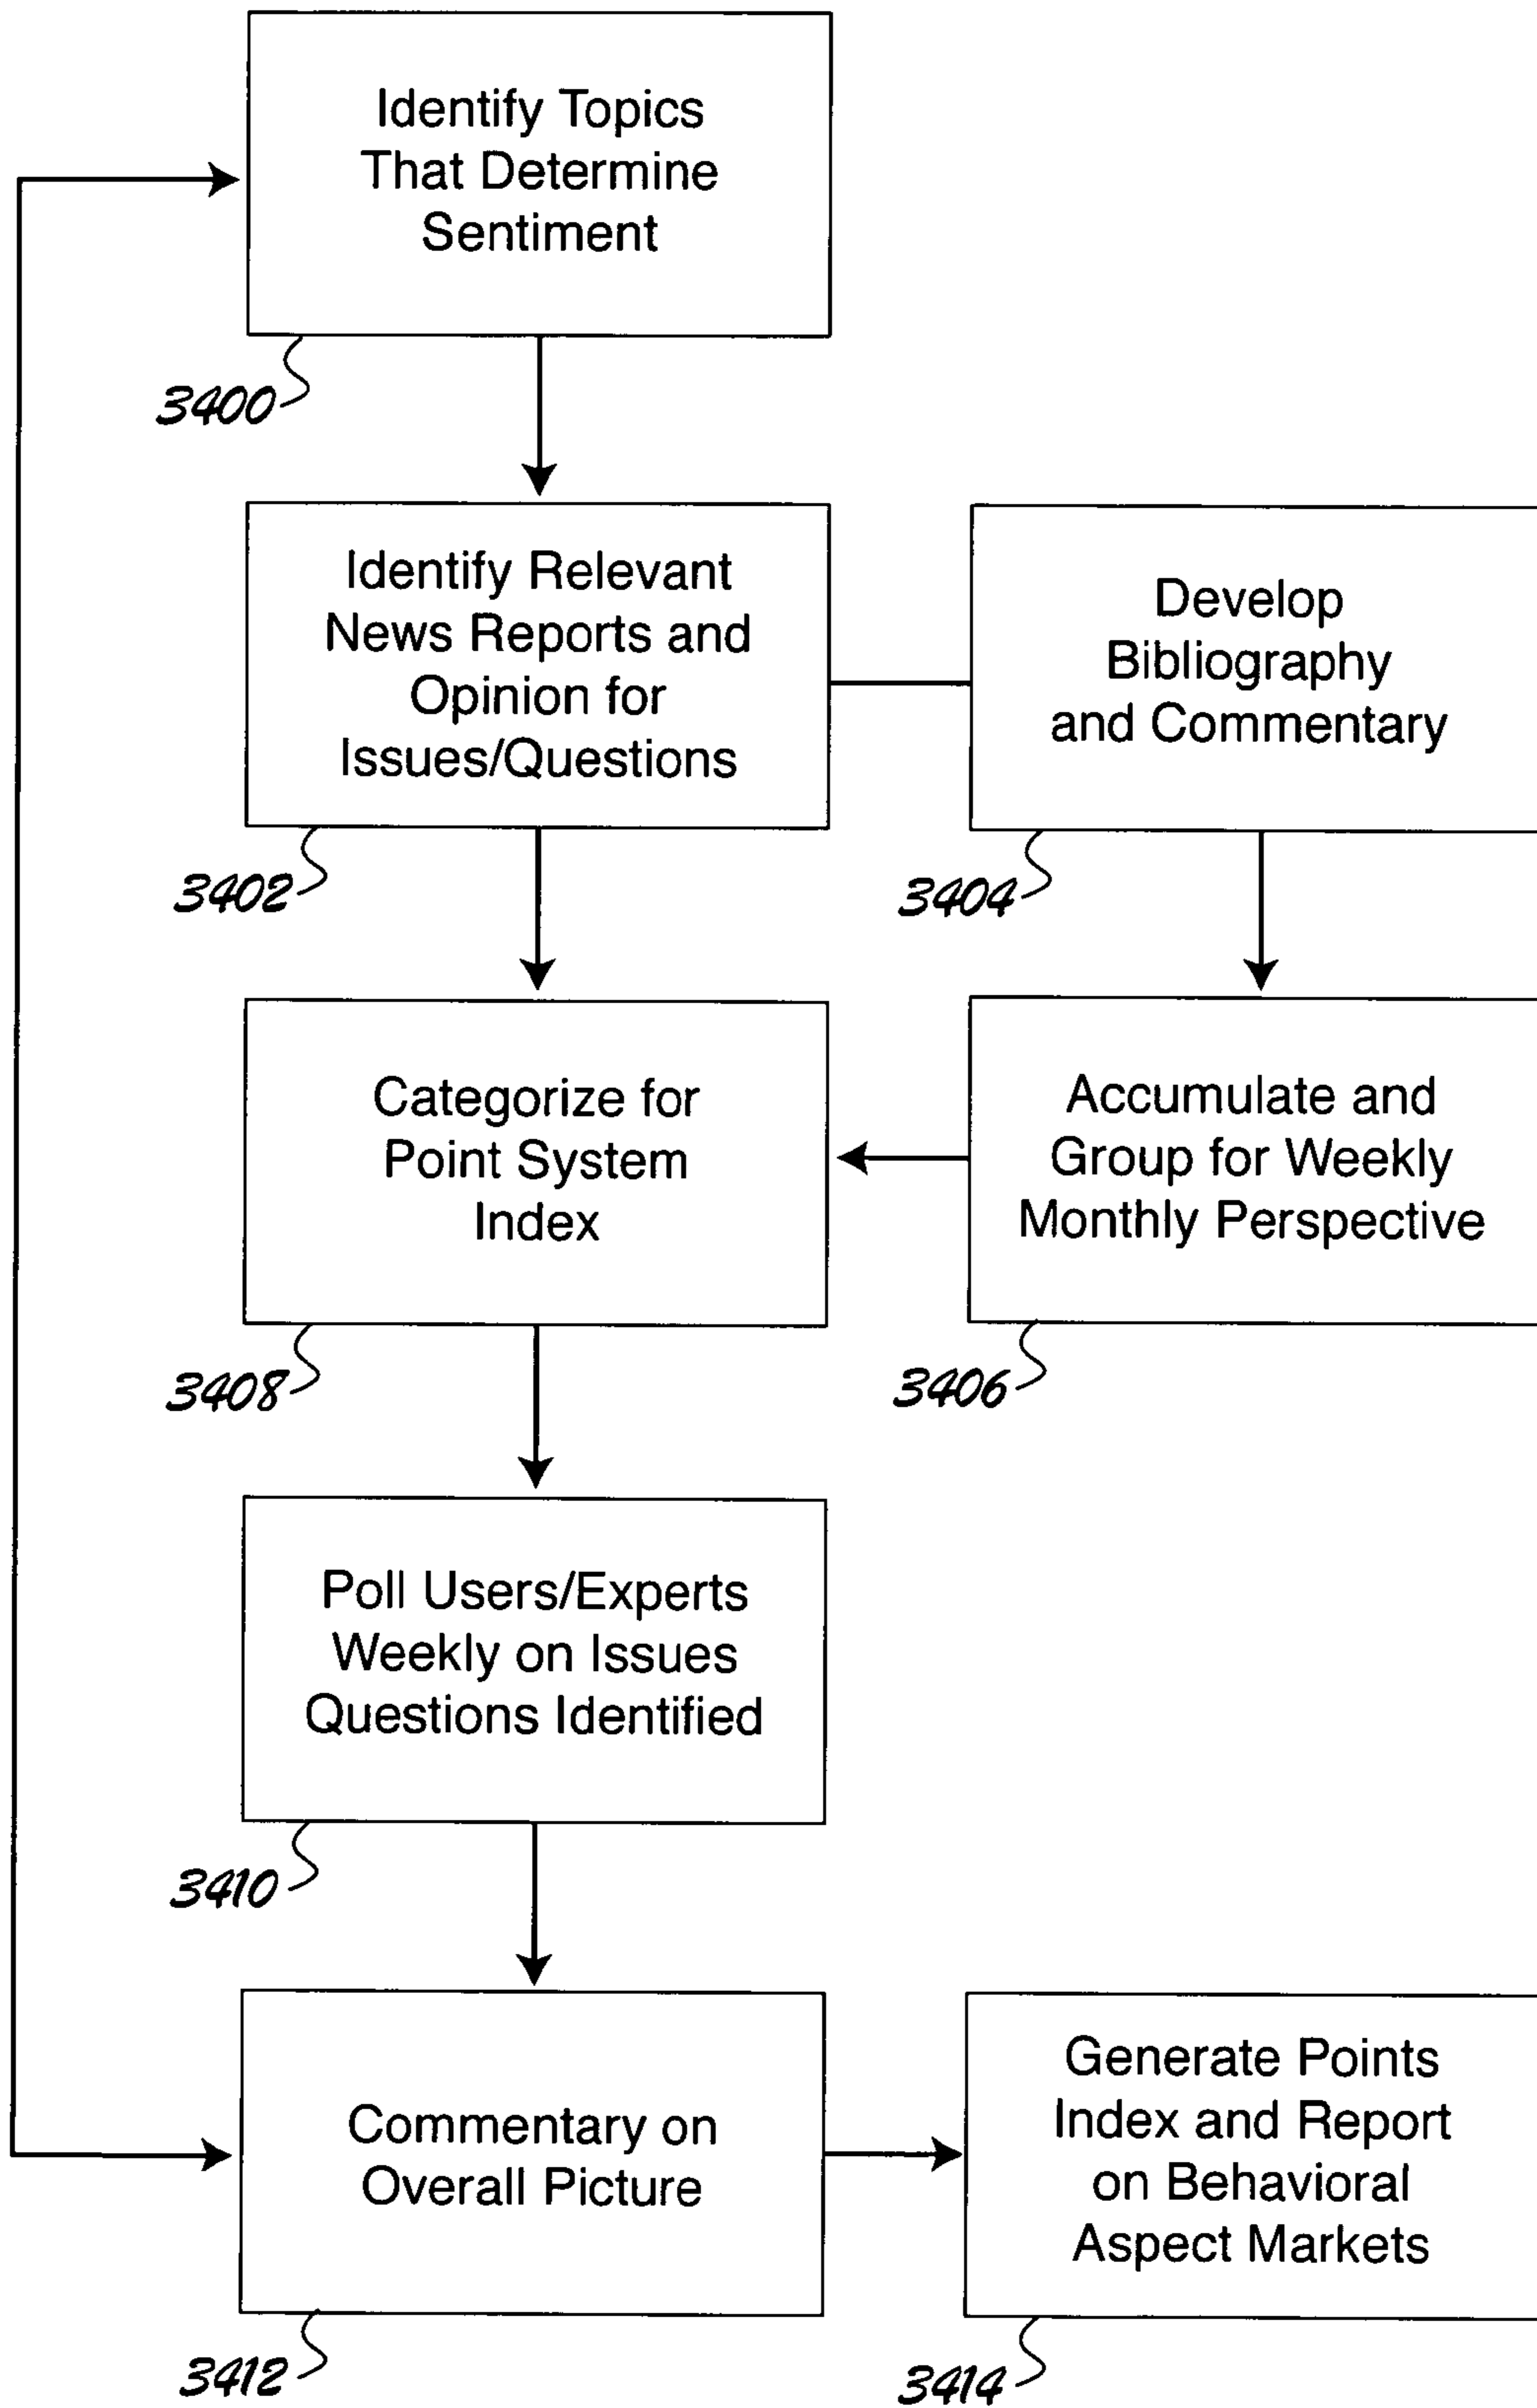 Identify Topics
That Determine
Sentiment
3400
Identify Relevant
News Reports and
Opinion for
Issues/Questions
3402
Develop
Bibliography
and Commentary
3404
Categorize for
Point System
Index
3408
Accumulate and
Group for Weekly
Monthly Perspective
3406
Poll Users/Experts
Weekly on Issues
Questions Identified
3410
Commentary on
Overall Picture
3412
Generate Points
Index and Report
on Behavioral
Aspect Markets
3414